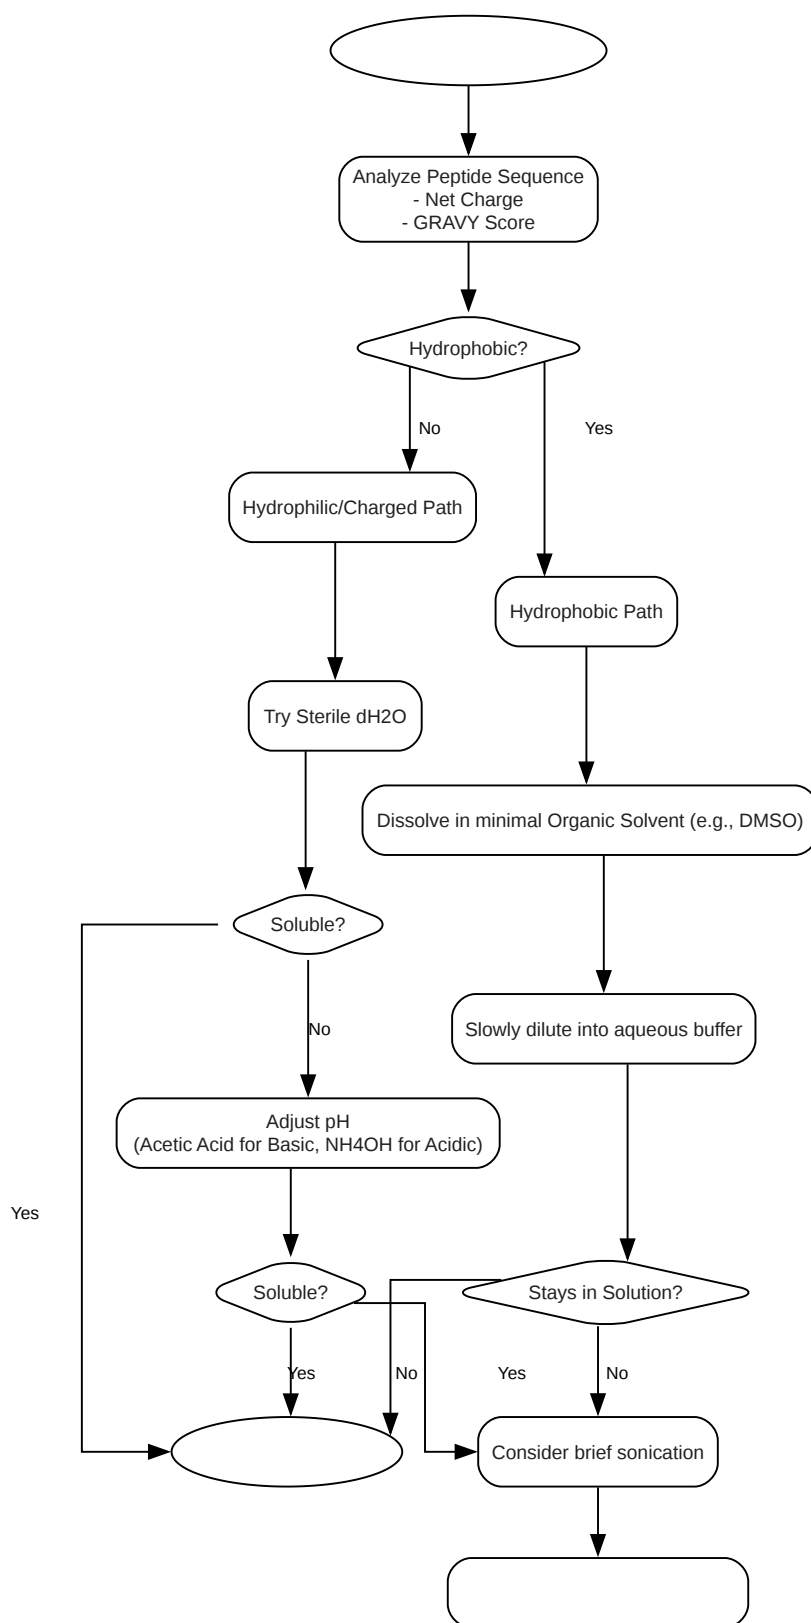 Analyze Peptide Sequence
- Net Charge
- GRAVY Score
Hydrophobic?
No
Yes
Hydrophilic/Charged Path
Hydrophobic Path
Try Sterile dH2O
Dissolve in minimal Organic Solvent (e.g., DMSO)
Soluble?
No
Slowly dilute into aqueous buffer
Adjust pH
(Acetic Acid for Basic, NH4OH for Acidic)
Yes
Soluble?
Stays in Solution?
Yes
No
Yes
No
Consider brief sonication